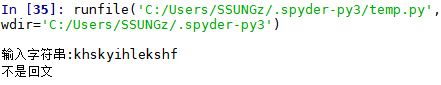 In [35]: runfile('C:/Users/SSUNGz/.spyder-py3/temp.py',
wdir='C:/Users/SSUNGz/.spyder-py3')
输入字符串:khskyihlekshf
不是回文